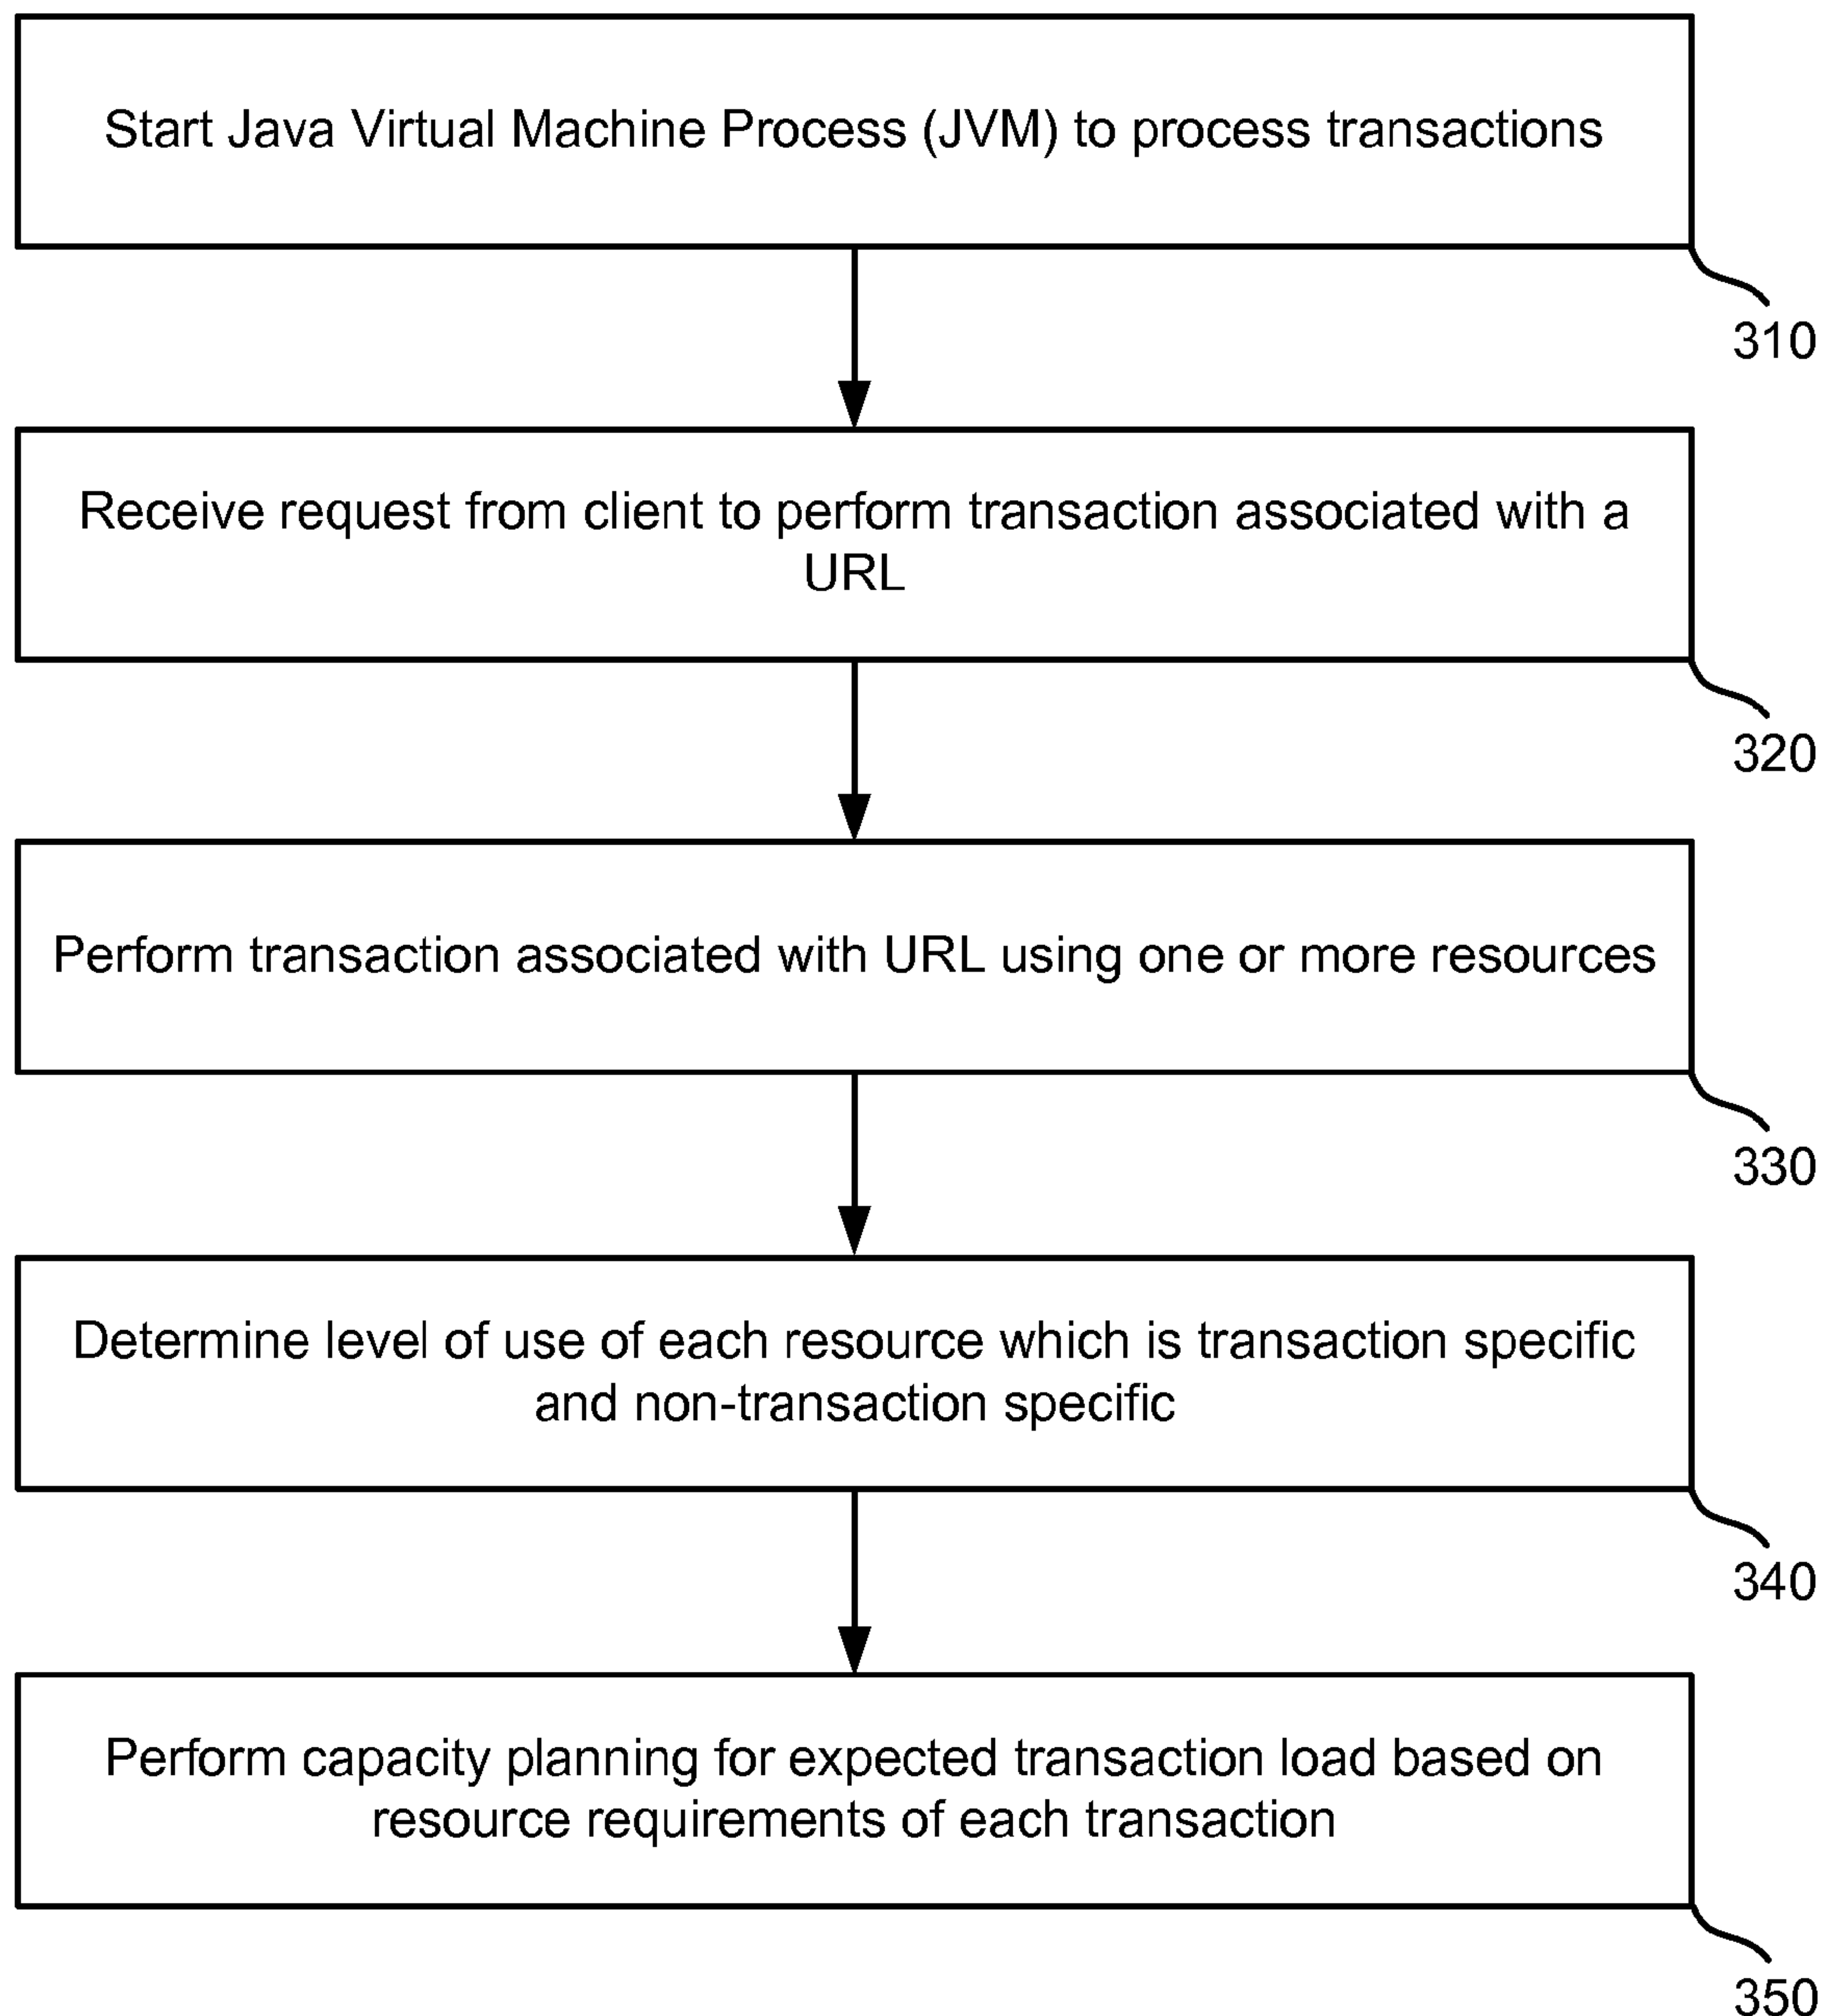 Start Java Virtual Machine Process (JVM) to process transactions
310
Receive request from client to perform transaction associated with a
URL
320
Perform transaction associated with URL using one or more resources
330
Determine level of use of each resource which is transaction specific
and non-transaction specific
340
Perform capacity planning for expected transaction load based on
resource requirements of each transaction
350